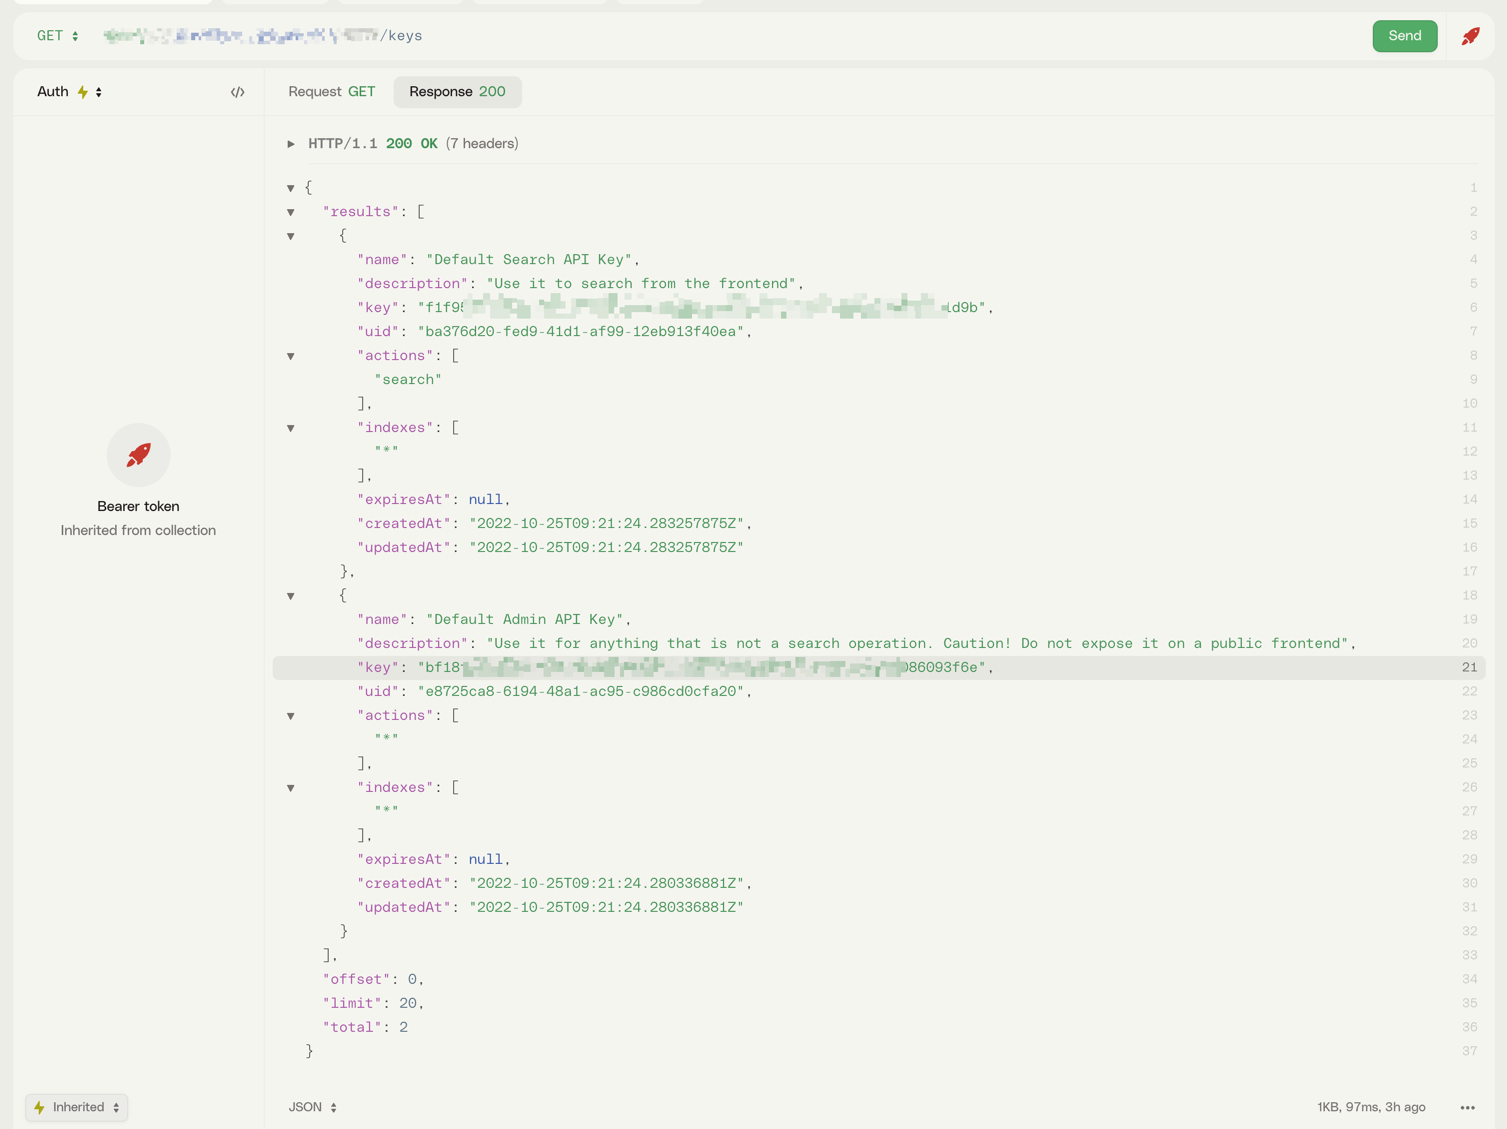 GET /keys Send
Auth </> Request GET Response 200
HTTP/1.1 200 OK (7 headers)
{ 1
"results": [ 2
{ 3
"name": "Default Search API Key", 4
"description": "Use it to search from the frontend", 5
"key": "f1f9 d9b", 6
"uid": "ba376d20-fed9-41d1-af99-12eb913f40ea", 7
"actions": [ 8
"search" 9
], 10
"indexes": [ 11
"*" 12
], 13
"expiresAt": null, 14
"createdAt": "2022-10-25T09:21:24.283257875Z", 15
"updatedAt": "2022-10-25T09:21:24.283257875Z" 16
}, 17
{ 18
"name": "Default Admin API Key", 19
"description": "Use it for anything that is not a search operation. Caution! Do not expose it on a public frontend", 20
"key": "bf18 086093f6e", 21
"uid": "e8725ca8-6194-48a1-ac95-c986cd0cfa20", 22
"actions": [ 23
"*" 24
], 25
"indexes": [ 26
"*" 27
], 28
"expiresAt": null, 29
"createdAt": "2022-10-25T09:21:24.280336881Z", 30
"updatedAt": "2022-10-25T09:21:24.280336881Z" 31
} 32
], 33
"offset": 0, 34
"limit": 20, 35
"total": 2 36
} 37
Bearer token
Inherited from collection
Inherited JSON 1KB, 97ms, 3h ago